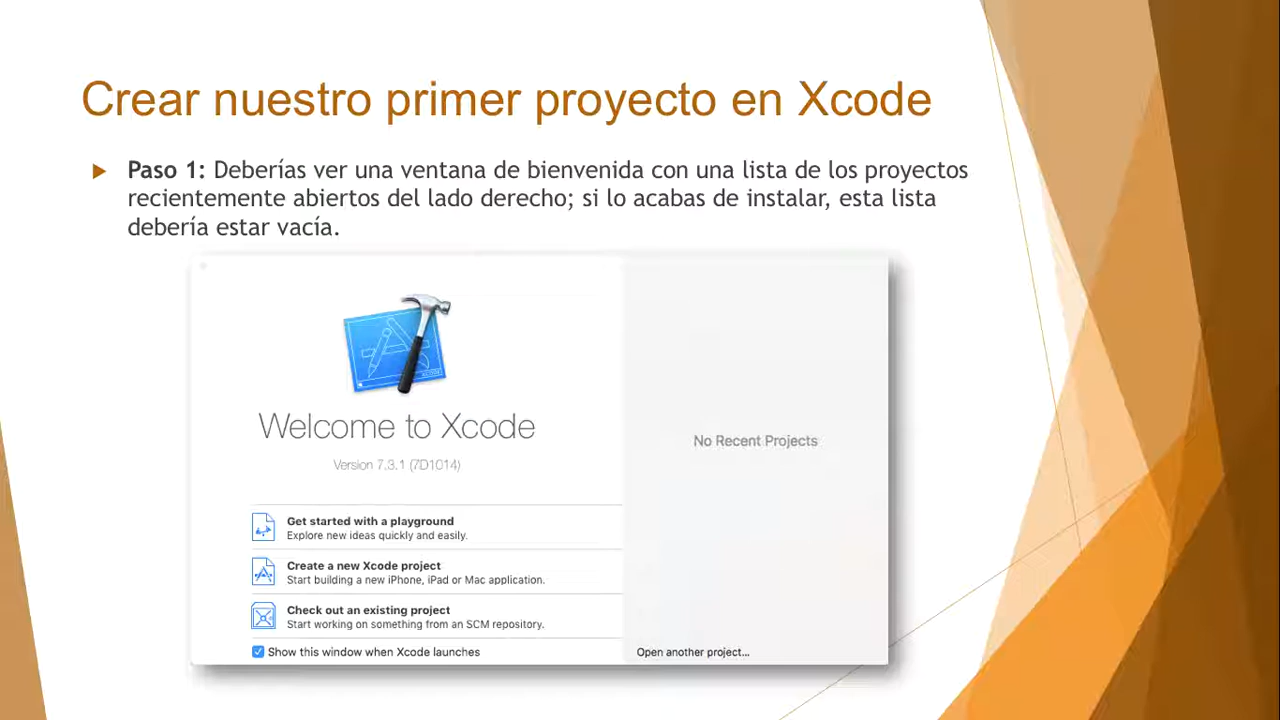 Crear nuestro primer proyecto en Xcode
Paso 1: Deberías ver una ventana de bienvenida con una lista de los proyectos
recientemente abiertos del lado derecho; si lo acabas de instalar, esta lista
debería estar vacía.
Welcome to Xcode
Version 7.3.1 (7D1014)
Get started with a playground
Explore new ideas quickly and easily.
Create a new Xcode project
Start building a new iPhone, iPad or Mac application.
Check out an existing project
Start working on something from an SCM repository.
Show this window when Xcode launches
No Recent Projects
Open another project...